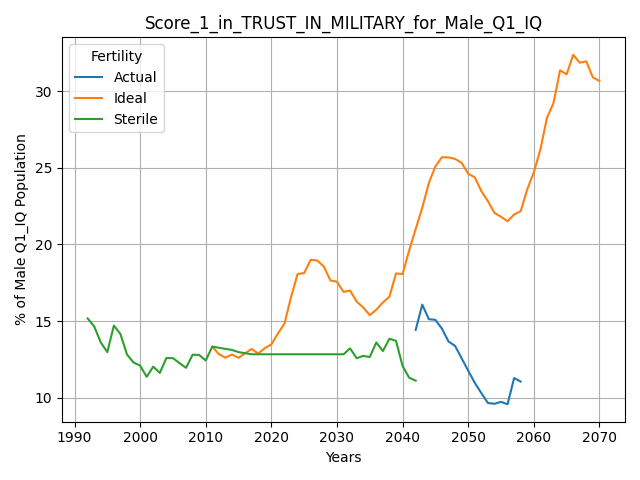 Score_1_in_TRUST_IN_MILITARY_for_Male_Q1_IQ
Fertility
Actual
Ideal
Sterile
% of Male Q1_IQ Population
30
25
20
15
10
1990
2000
2010
2020
2030
2040
2050
2060
2070
Years